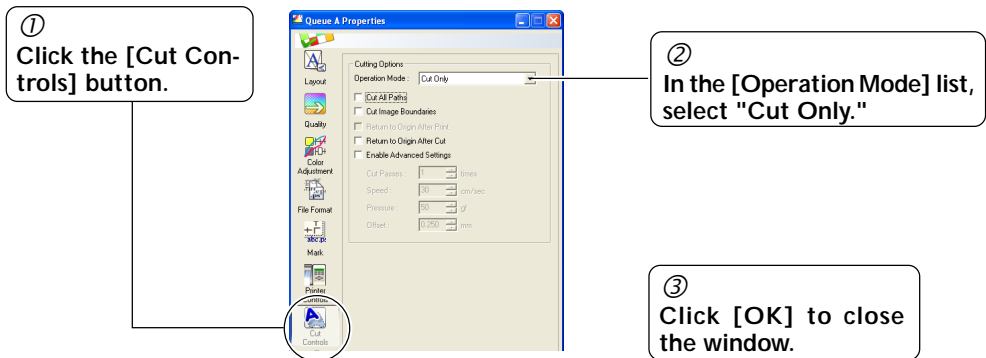 ①
Click the [Cut Con-
trols] button.
Queue A Properties
Layout
Quality
Color
Adjustment
File Format
Mark
Printer
Controls
Cut
Controls
Cutting Options
Operation Mode : Cut Only
Cut All Paths
Cut Image Boundaries
Return to Origin After Print
Return to Origin After Cut
Enable Advanced Settings
Cut Passes : 1 times
Speed : 30 cm/sec
Pressure : 50 gf
Offset : 0.250 mm
②
In the [Operation Mode] list,
select "Cut Only."
③
Click [OK] to close
the window.